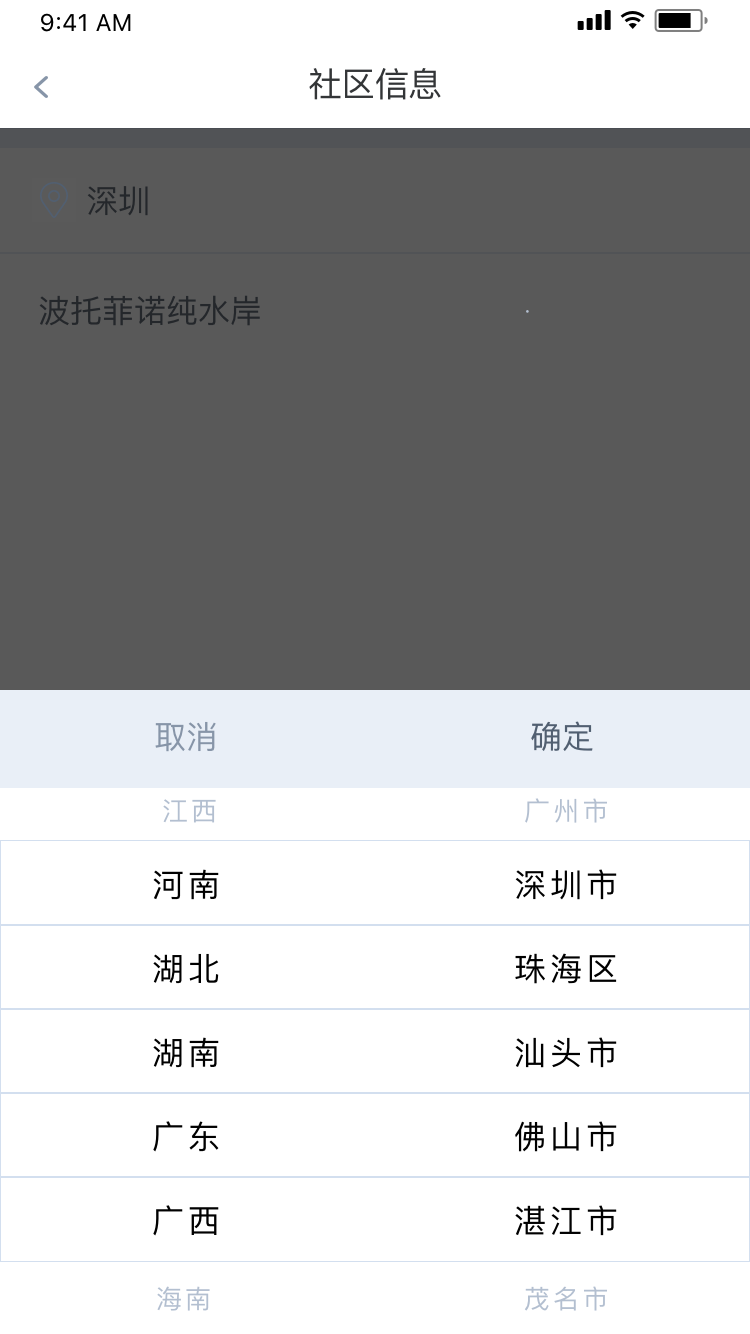 9:41 AM
社区信息
深圳
波托菲诺纯水岸
取消 确定
江西 广州市
河南 深圳市
湖北 珠海区
湖南 汕头市
广东 佛山市
广西 湛江市
海南 茂名市